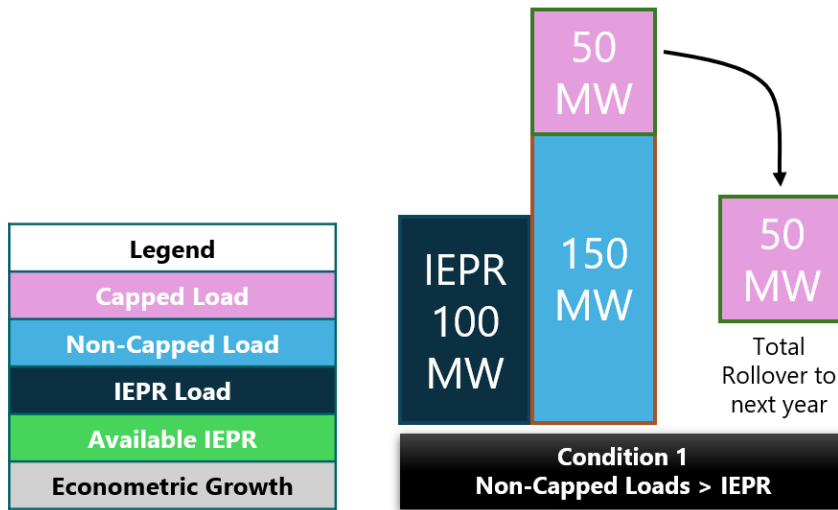 Legend
Capped Load
Non-Capped Load
IEPR Load
Available IEPR
Econometric Growth
50
MW
IEPR
100
MW
150
MW
50
MW
Total
Rollover to
next year
Condition 1
Non-Capped Loads > IEPR